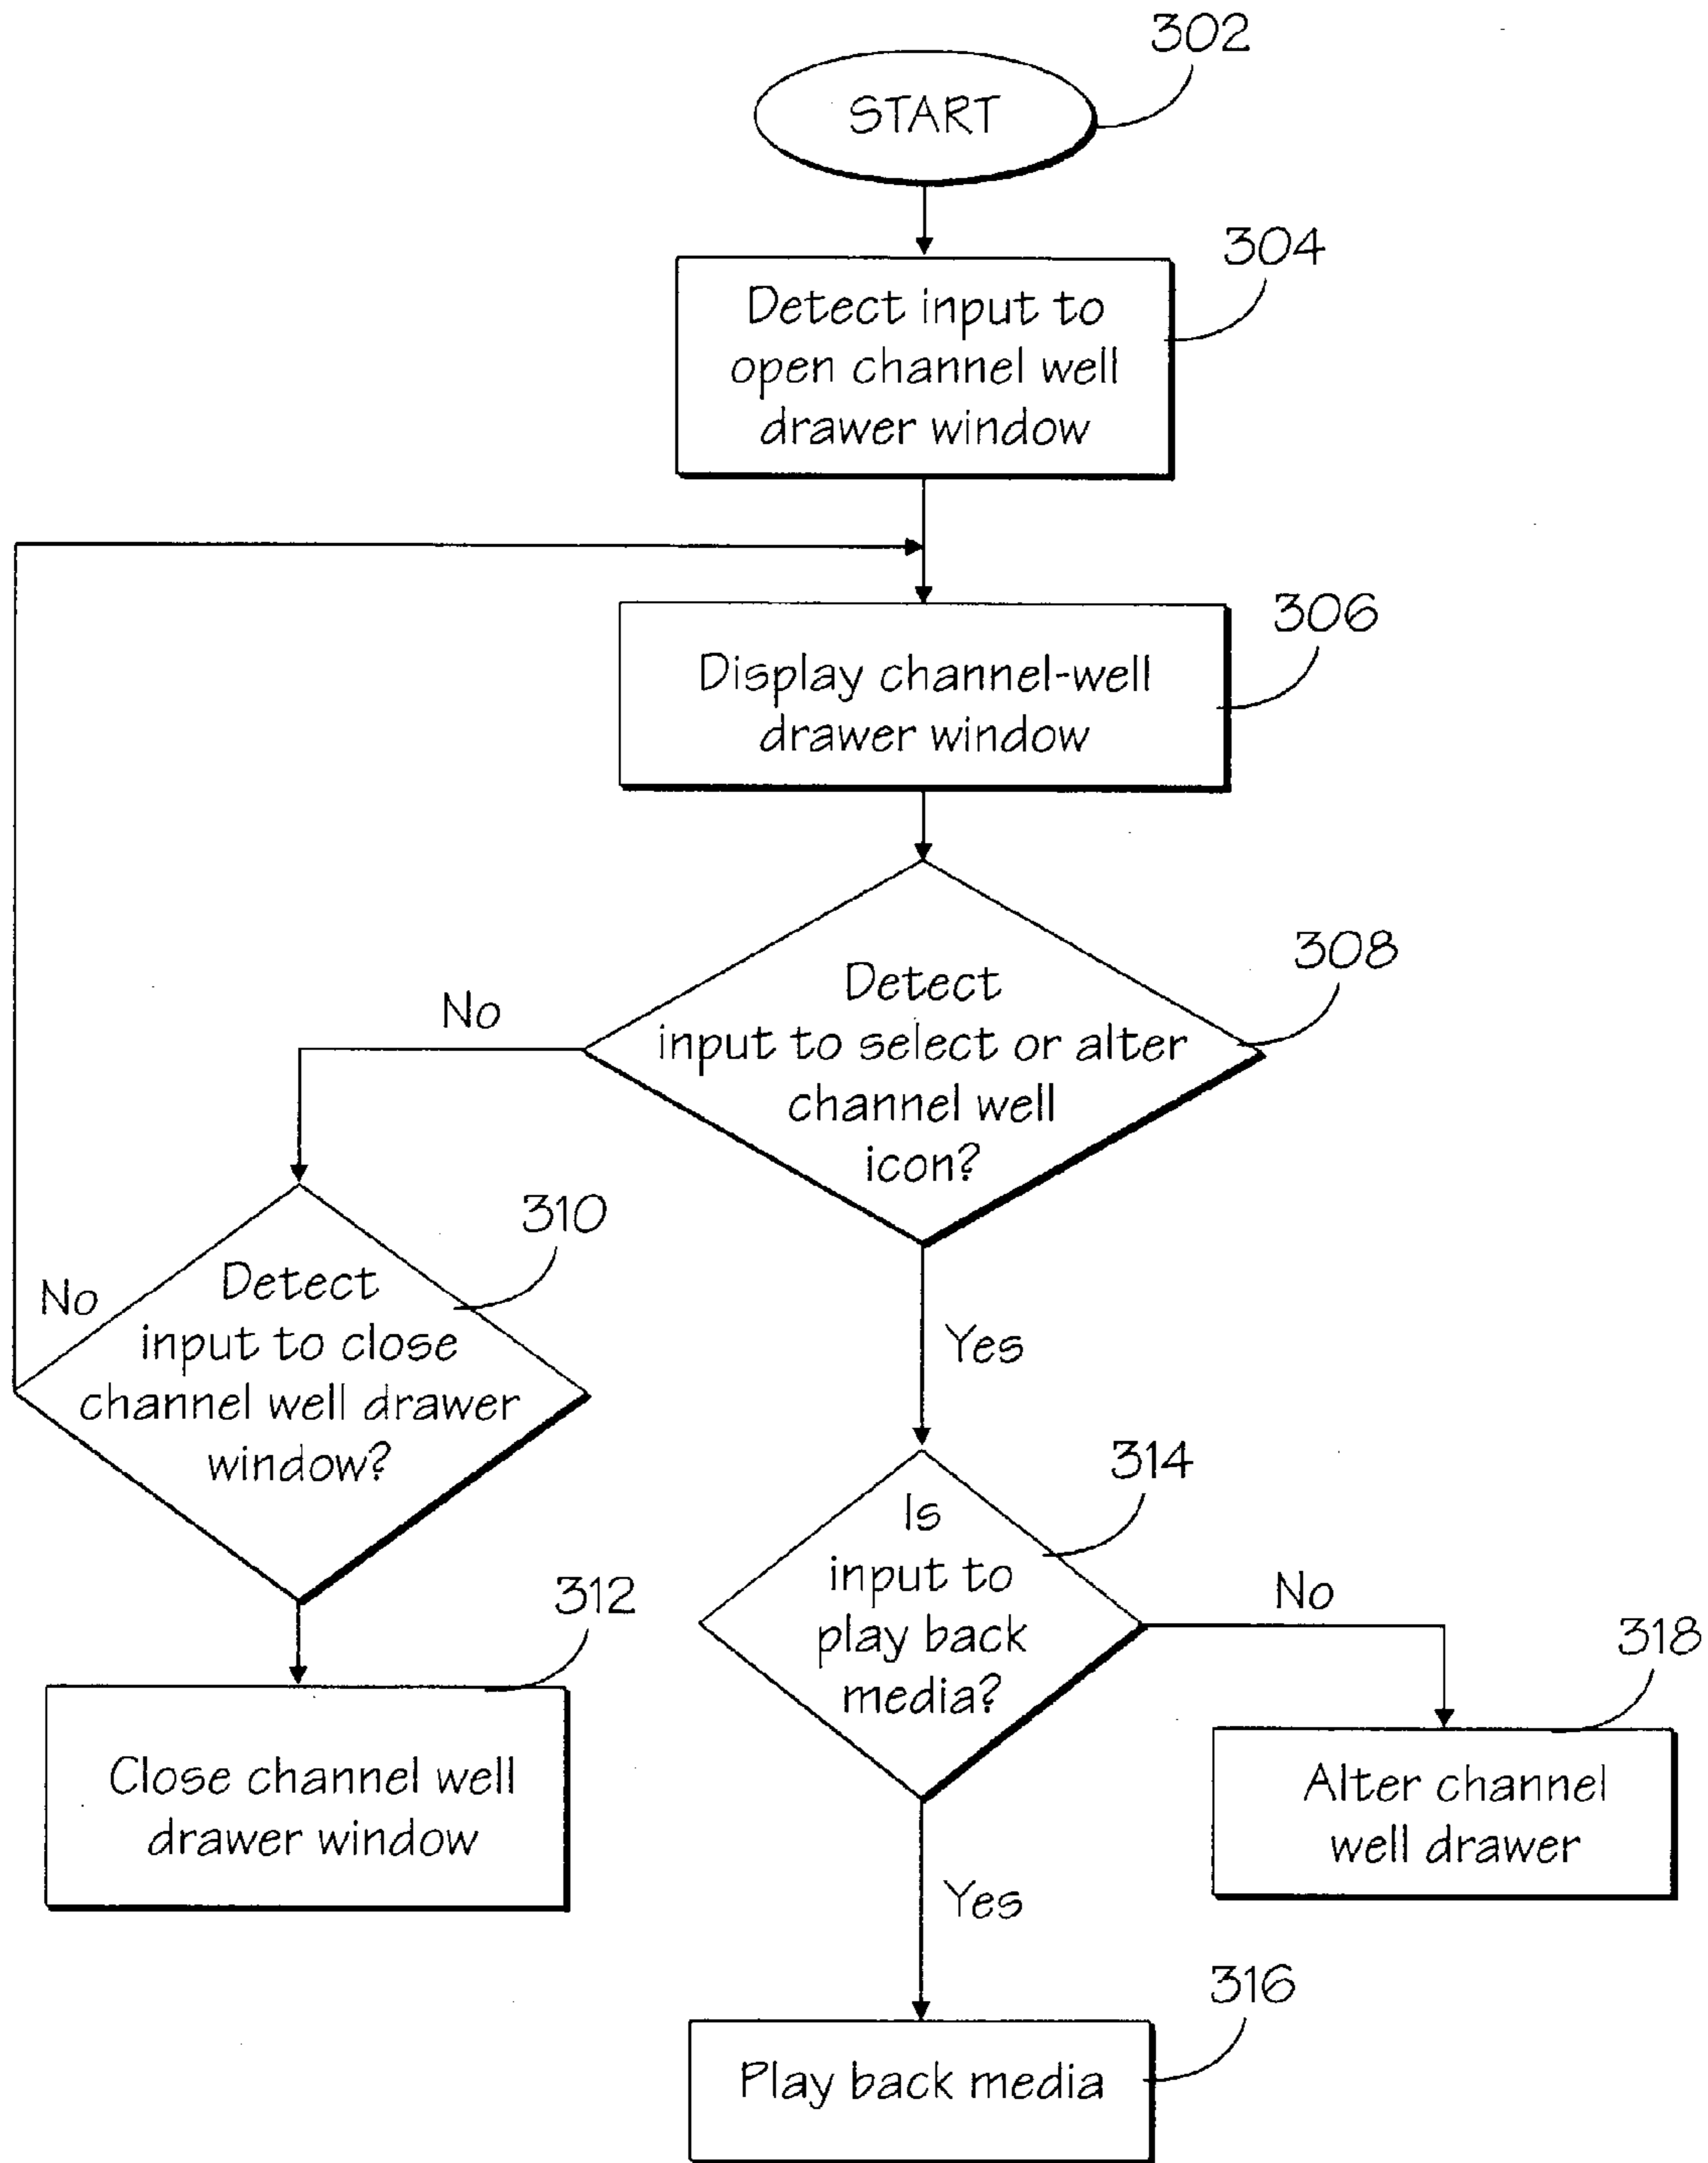 302
START
304
Detect input to
open channel well
drawer window
306
Display channel-well
drawer window
308
Detect
input to select or alter
channel well
icon?
No
310
Detect
input to close
channel well drawer
window?
No
Yes
312
Close channel well
drawer window
314
Is
input to
play back
media?
No
318
Alter channel
well drawer
Yes
316
Play back media